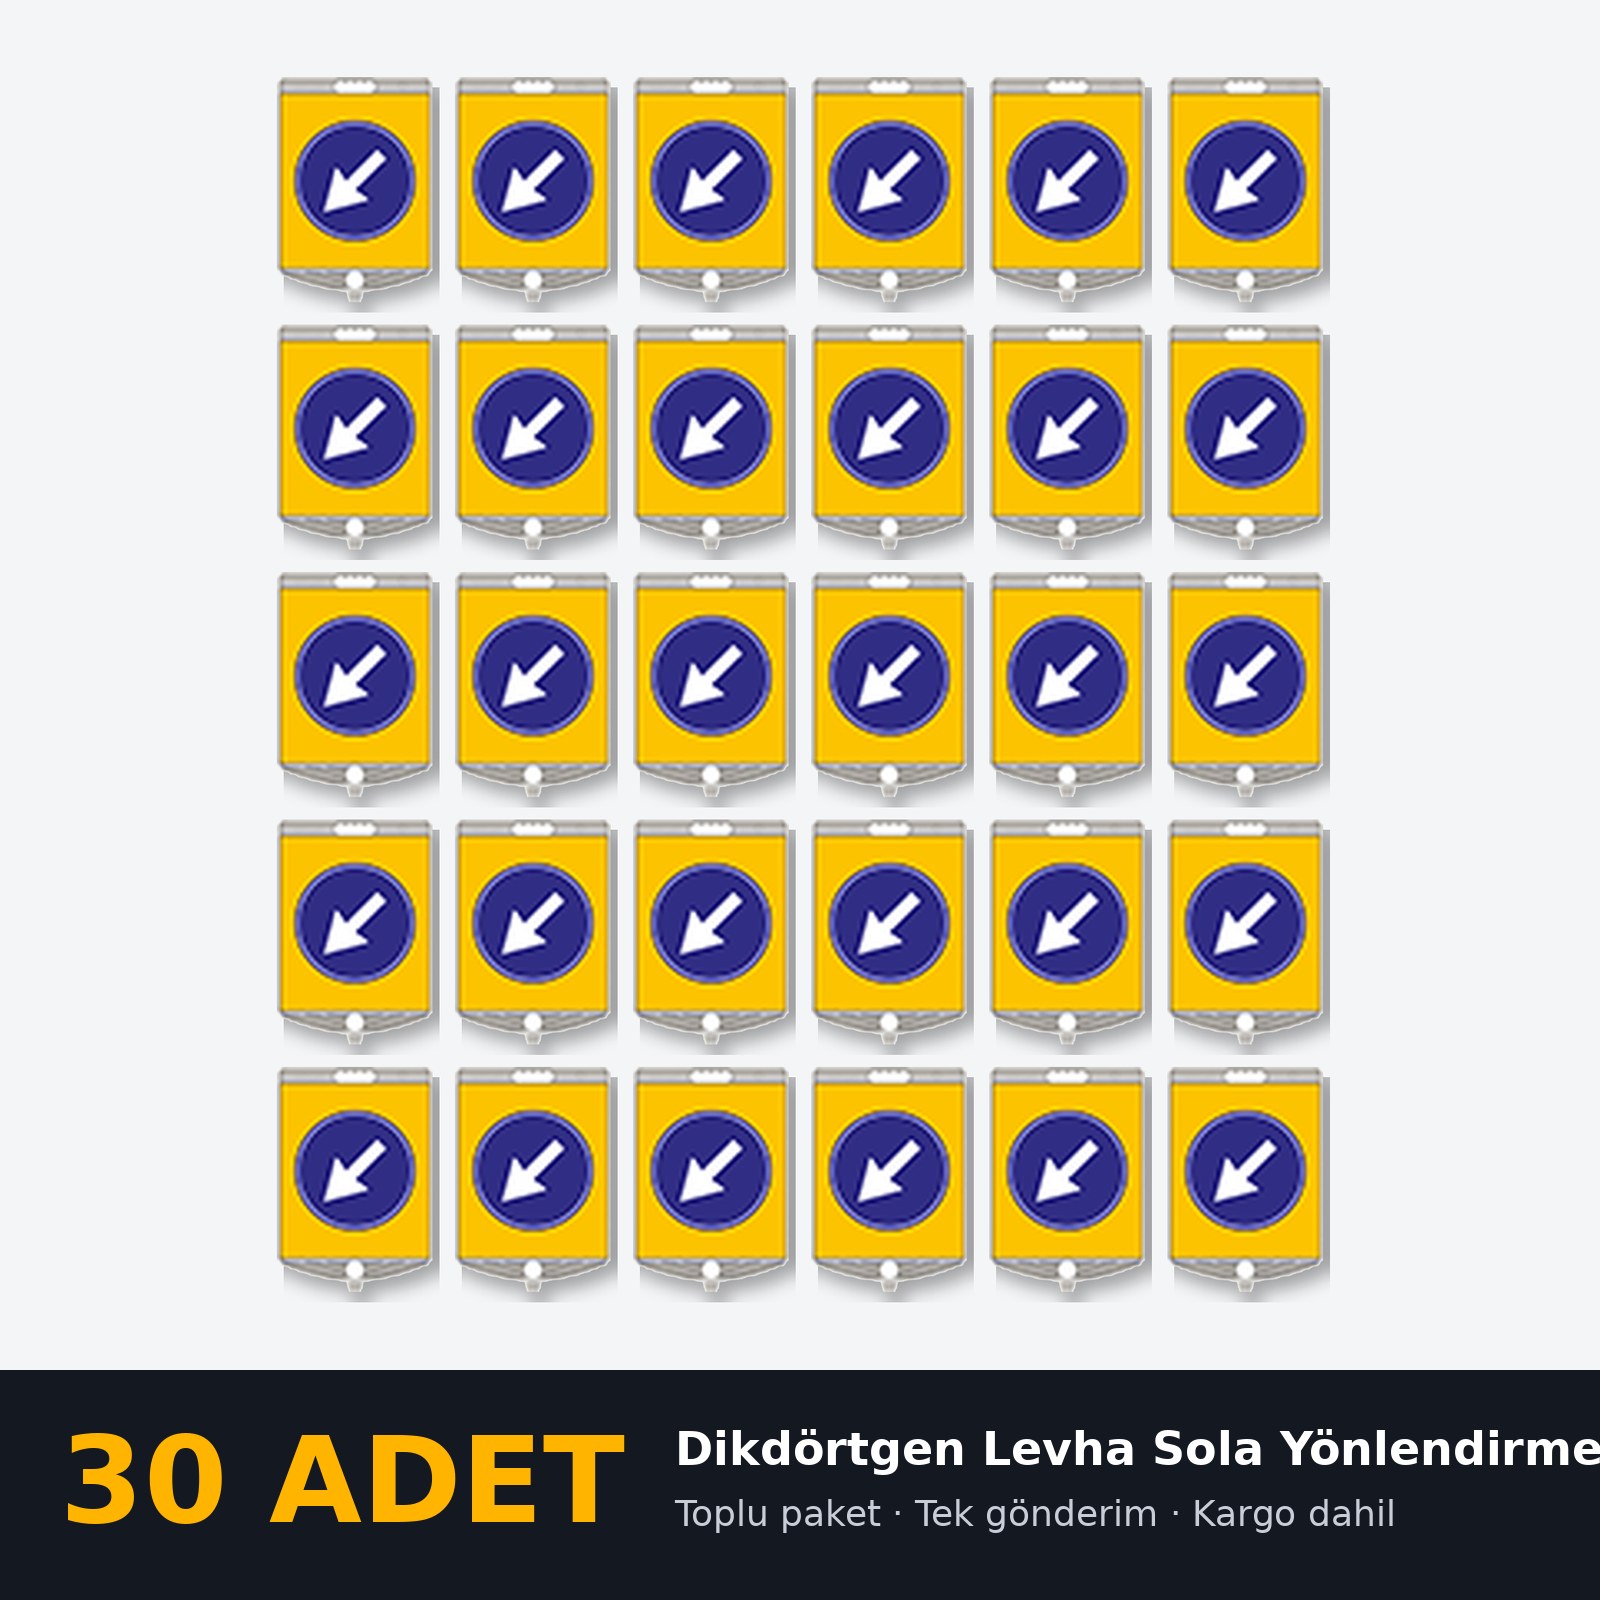 30 ADET
Dikdörtgen Levha Sola Yönlendirme
Toplu paket · Tek gönderim · Kargo dahil